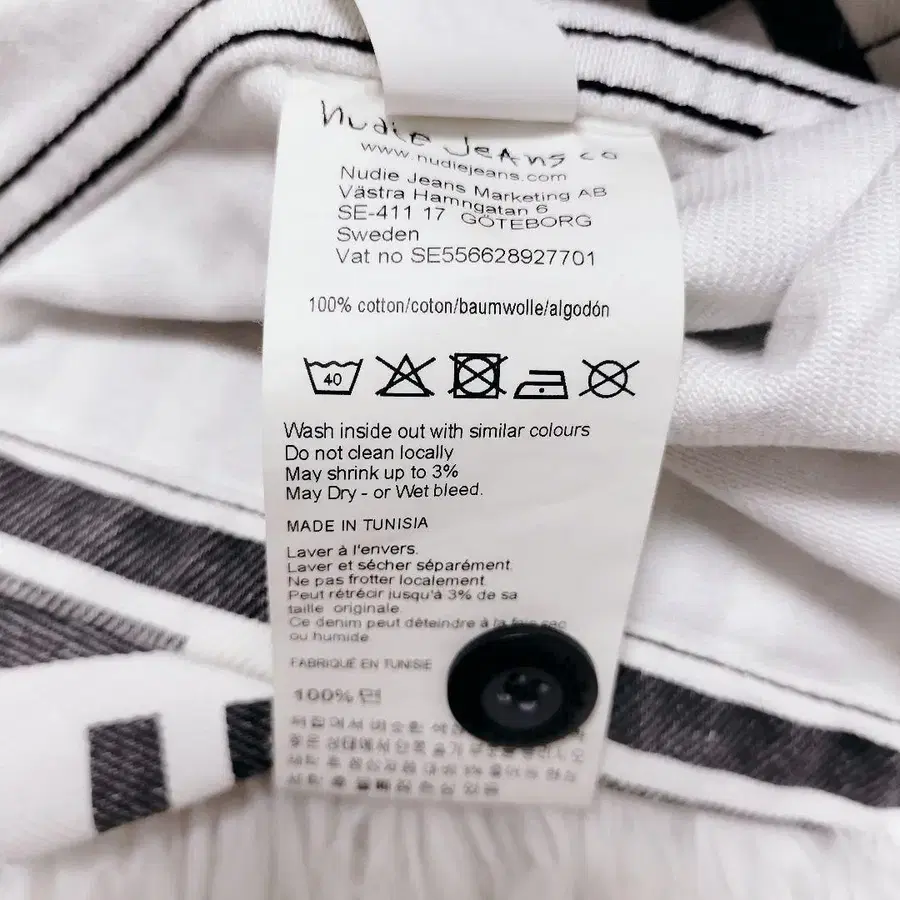 nudie jeans co
www.nudiejeans.com
Nudie Jeans Marketing AB
Västra Hamngatan 6
SE-411 17 GÖTEBORG
Sweden
Vat no SE556628927701
100% cotton/coton/baumwolle/algodón
40
Wash inside out with similar colours
Do not clean locally
May shrink up to 3%
May Dry - or Wet bleed.
MADE IN TUNISIA
Laver à l'envers.
Laver et sécher séparément.
Ne pas frotter localement.
Peut rétrécir jusqu'à 3% de sa
taille originale.
Ce denim peut déteindre à la fois sec
ou humide
FABRIQUÉ EN TUNISIE
100% 면